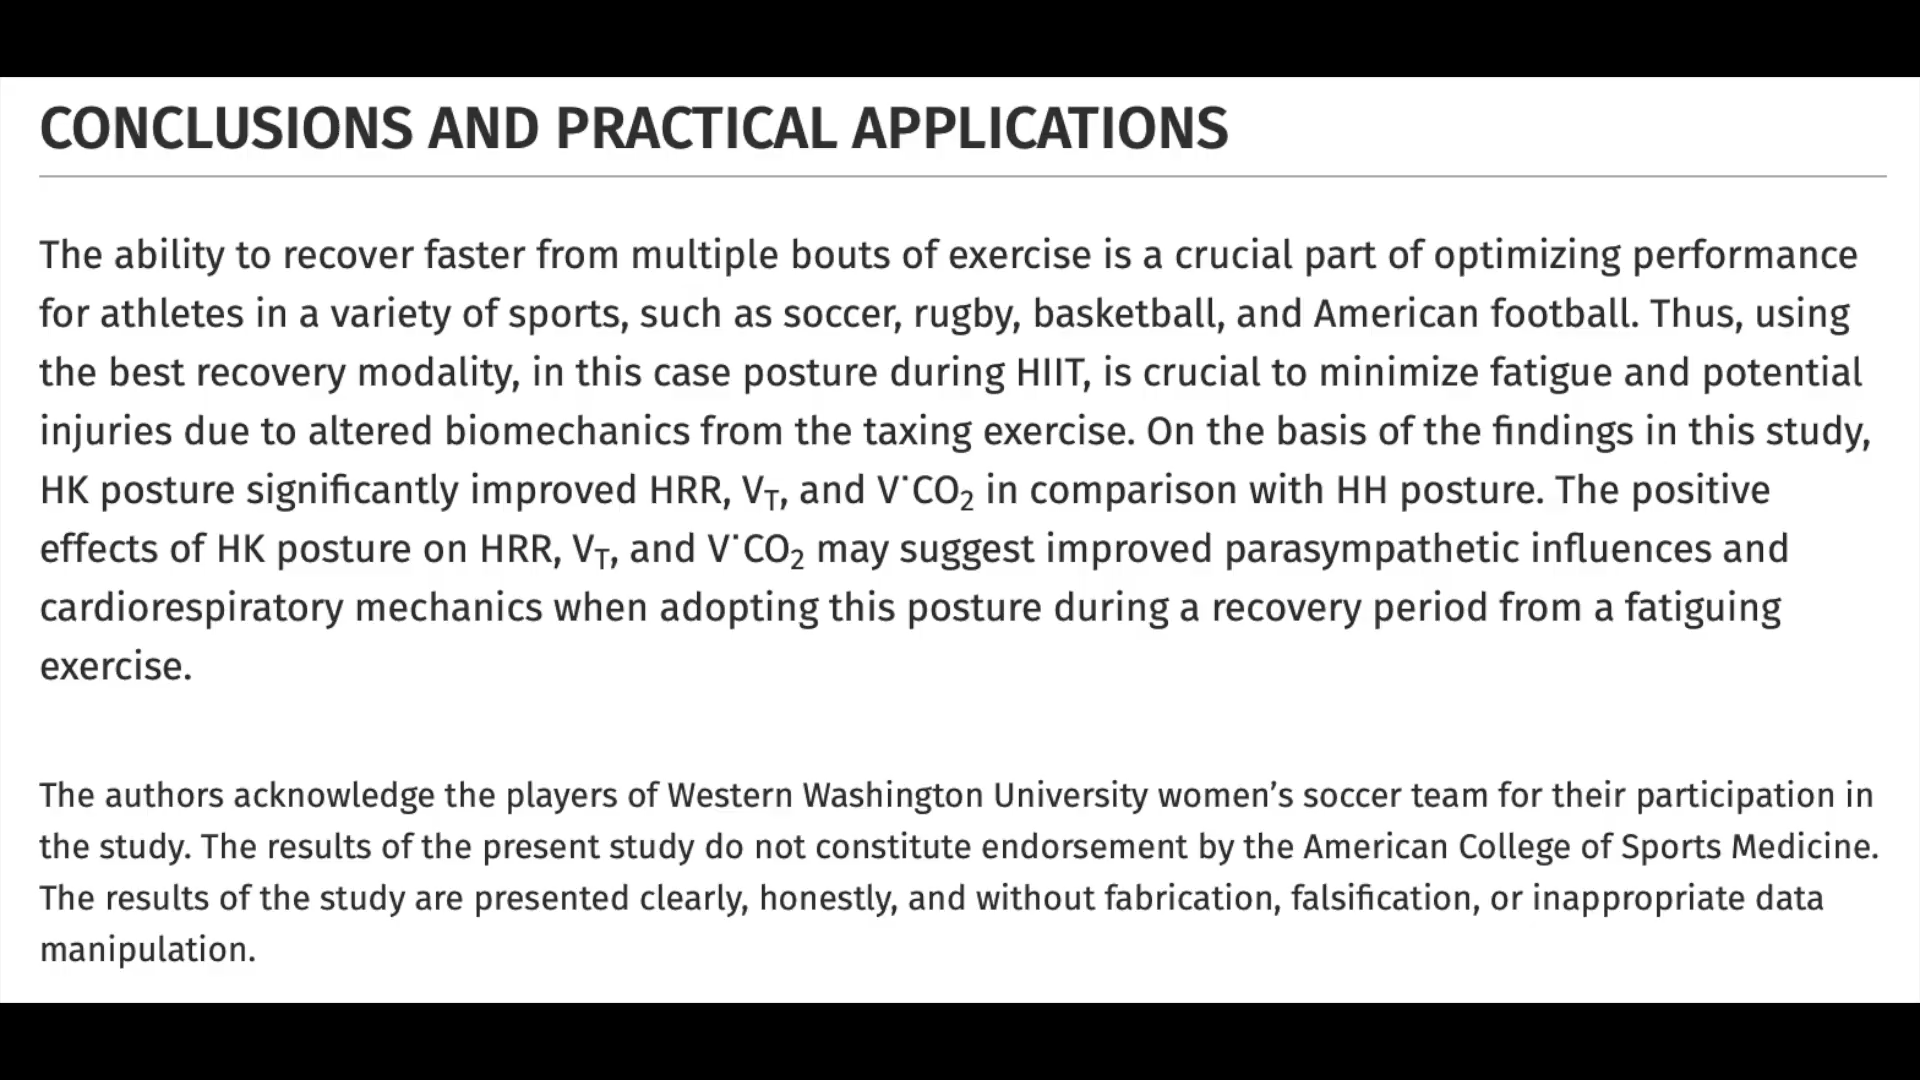 CONCLUSIONS AND PRACTICAL APPLICATIONS
The ability to recover faster from multiple bouts of exercise is a crucial part of optimizing performance
for athletes in a variety of sports, such as soccer, rugby, basketball, and American football. Thus, using
the best recovery modality, in this case posture during HIIT, is crucial to minimize fatigue and potential
injuries due to altered biomechanics from the taxing exercise. On the basis of the findings in this study,
HK posture significantly improved HRR, V_T, and V˙CO₂ in comparison with HH posture. The positive
effects of HK posture on HRR, V_T, and V˙CO₂ may suggest improved parasympathetic influences and
cardiorespiratory mechanics when adopting this posture during a recovery period from a fatiguing
exercise.
The authors acknowledge the players of Western Washington University women’s soccer team for their participation in
the study. The results of the present study do not constitute endorsement by the American College of Sports Medicine.
The results of the study are presented clearly, honestly, and without fabrication, falsification, or inappropriate data
manipulation.